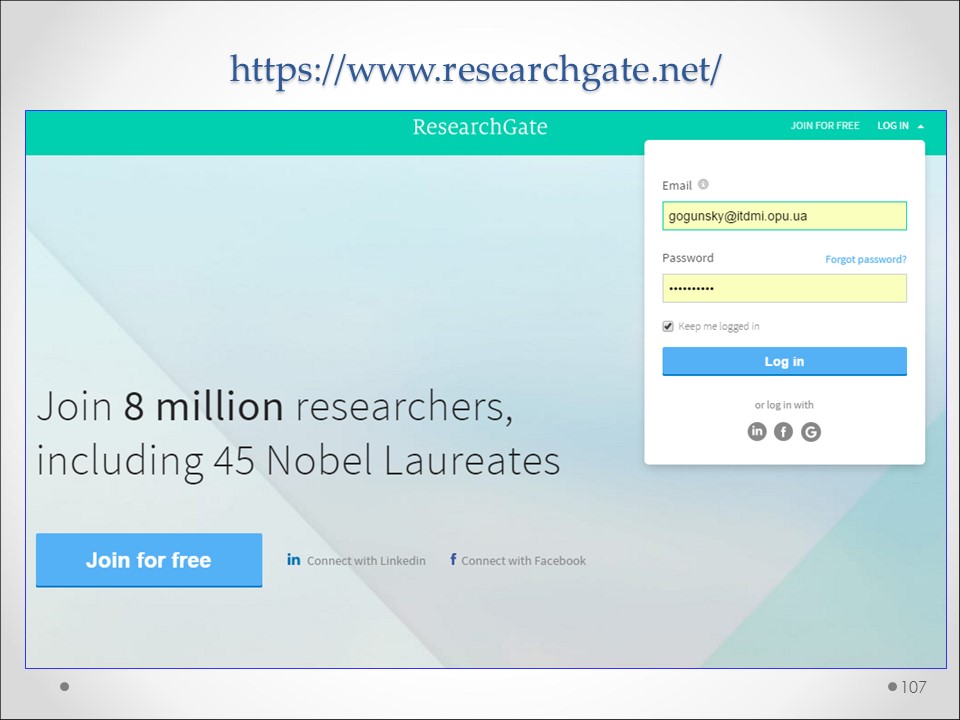 https://www.researchgate.net/
ResearchGate
JOIN FOR FREE
LOG IN
Email
gogunsky@itdmi.opu.ua
Password
Forgot password?
••••••••••
Keep me logged in
Log in
or log in with
Join 8 million researchers,
including 45 Nobel Laureates
Join for free
Connect with Linkedin
Connect with Facebook
107